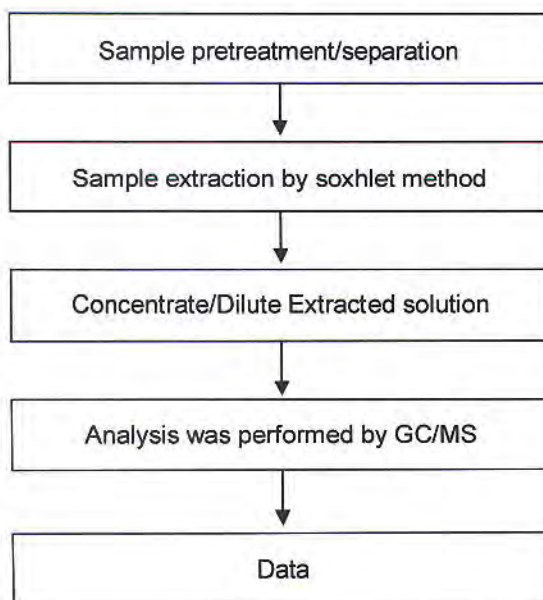 Sample pretreatment/separation
Sample extraction by soxhlet method
Concentrate/Dilute Extracted solution
Analysis was performed by GC/MS
Data